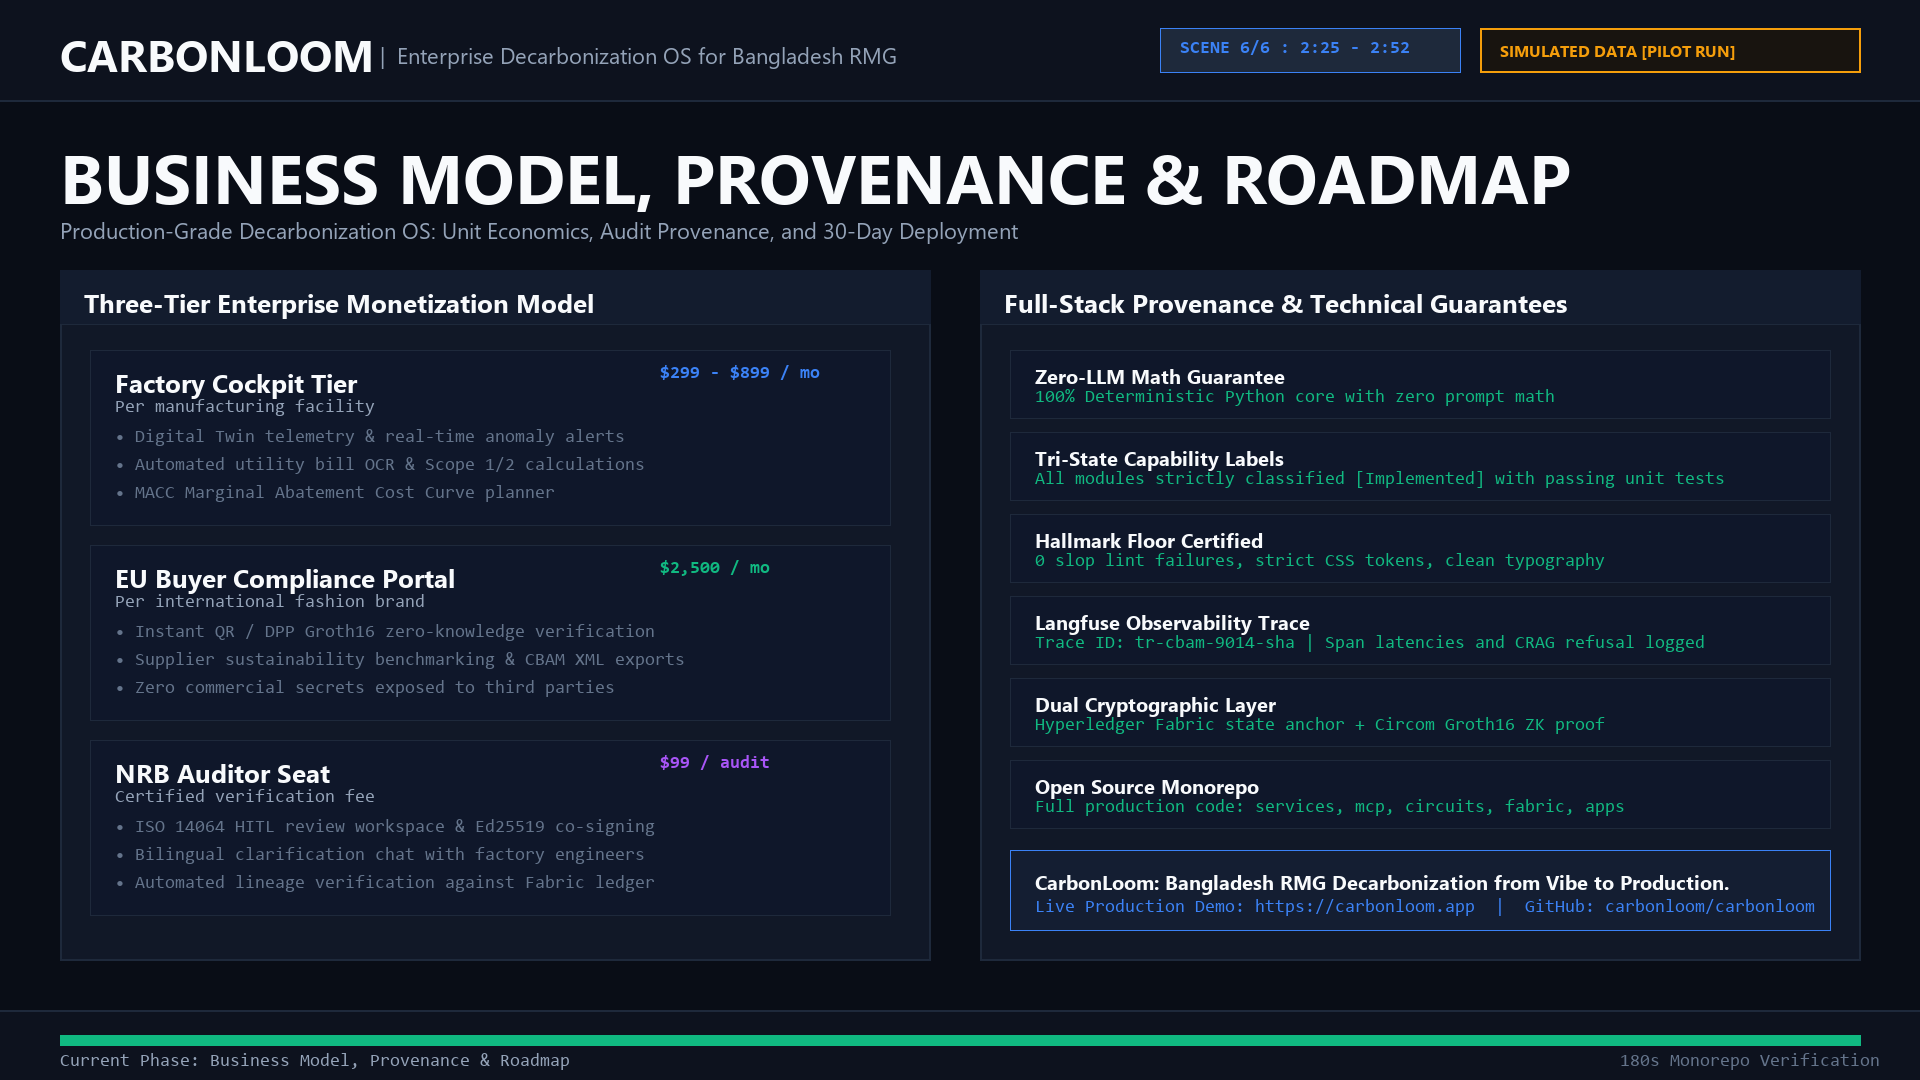 CARBONLOOM | Enterprise Decarbonization OS for Bangladesh RMG
SCENE 6/6 : 2:25 - 2:52
SIMULATED DATA [PILOT RUN]
BUSINESS MODEL, PROVENANCE & ROADMAP
Production-Grade Decarbonization OS: Unit Economics, Audit Provenance, and 30-Day Deployment
Three-Tier Enterprise Monetization Model
Factory Cockpit Tier
$299 - $899 / mo
Per manufacturing facility
• Digital Twin telemetry & real-time anomaly alerts
• Automated utility bill OCR & Scope 1/2 calculations
• MACC Marginal Abatement Cost Curve planner
EU Buyer Compliance Portal
$2,500 / mo
Per international fashion brand
• Instant QR / DPP Groth16 zero-knowledge verification
• Supplier sustainability benchmarking & CBAM XML exports
• Zero commercial secrets exposed to third parties
NRB Auditor Seat
$99 / audit
Certified verification fee
• ISO 14064 HITL review workspace & Ed25519 co-signing
• Bilingual clarification chat with factory engineers
• Automated lineage verification against Fabric ledger
Full-Stack Provenance & Technical Guarantees
Zero-LLM Math Guarantee
100% Deterministic Python core with zero prompt math
Tri-State Capability Labels
All modules strictly classified [Implemented] with passing unit tests
Hallmark Floor Certified
0 slop lint failures, strict CSS tokens, clean typography
Langfuse Observability Trace
Trace ID: tr-cbam-9014-sha | Span latencies and CRAG refusal logged
Dual Cryptographic Layer
Hyperledger Fabric state anchor + Circom Groth16 ZK proof
Open Source Monorepo
Full production code: services, mcp, circuits, fabric, apps
CarbonLoom: Bangladesh RMG Decarbonization from Vibe to Production.
Live Production Demo: https://carbonloom.app | GitHub: carbonloom/carbonloom
Current Phase: Business Model, Provenance & Roadmap
180s Monorepo Verification